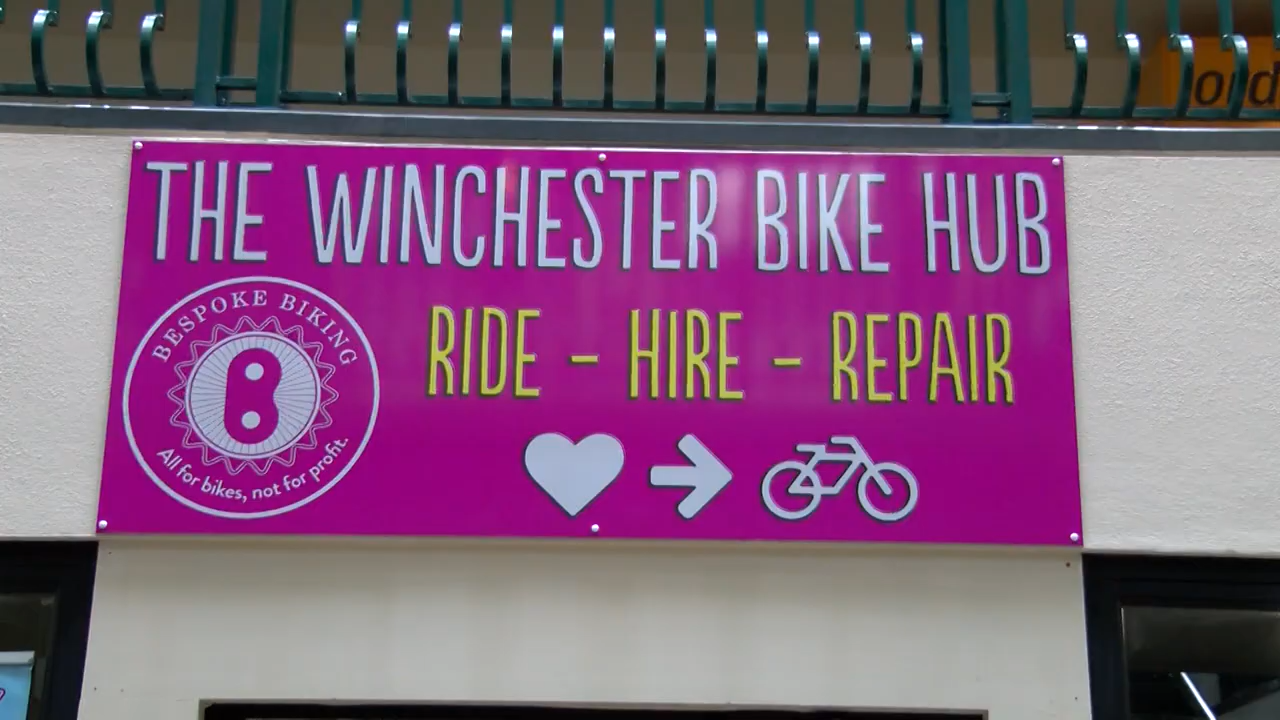 THE WINCHESTER BIKE HUB
BESPOKE BIKING
RIDE - HIRE - REPAIR
All for bikes, not for profit.